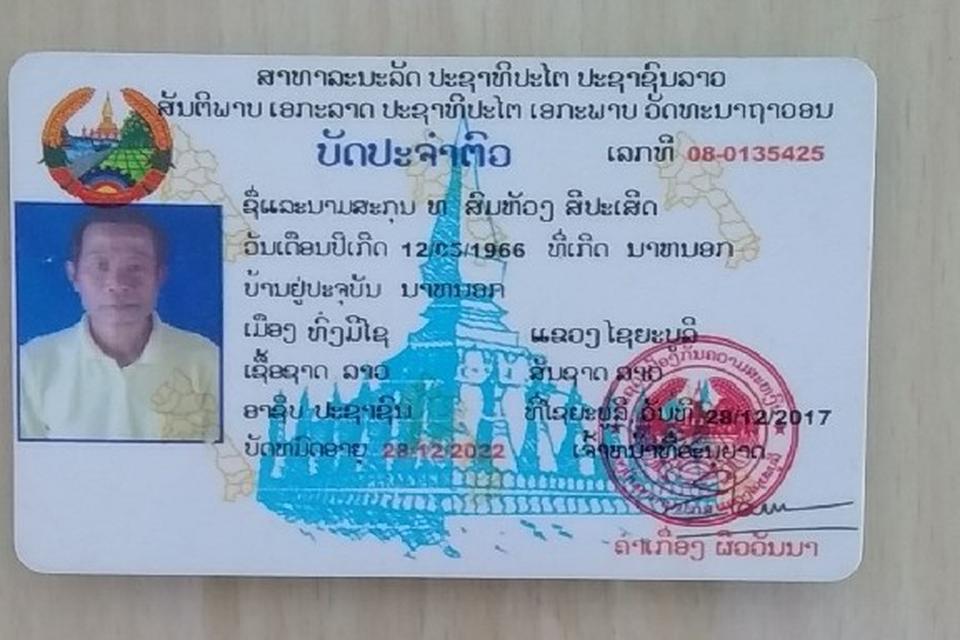 ສາທາລະນະລັດ ປະຊາທິປະໄຕ ປະຊາຊົນລາວ
ສັນຕິພາບ ເອກະລາດ ປະຊາທິປະໄຕ ເອກະພາບ ວັດທະນາຖາວອນ
ບັດປະຈຳຕົວ ເລກທີ 08-0135425
ຊື່ແລະນາມສະກຸນ ທ ສົມຫັວງ ສີປະເສີດ
ວັນເດືອນປີເກີດ 12/05/1966 ທີ່ເກີດ ນາຫນອກ
ບ້ານຢູ່ປະຈຸບັນ ນາຫນອກ
ເມືອງ ທົ່ງມີໄຊ ແຂວງ ໄຊຍະບູລີ
ເຊື້ອຊາດ ລາວ ສັນຊາດ ລາວ
ອາຊີບ ປະຊາຊົນ ທີ່ໄຊຍະບູລີ ວັນທີ 28/12/2017
ບັດຫມົດອາຍຸ 28/12/2022 ເຈົ້າຫນ້າທີ່ອະນຸຍາດ
ຄຳເກື່ອງ ຜິວວັນນາ